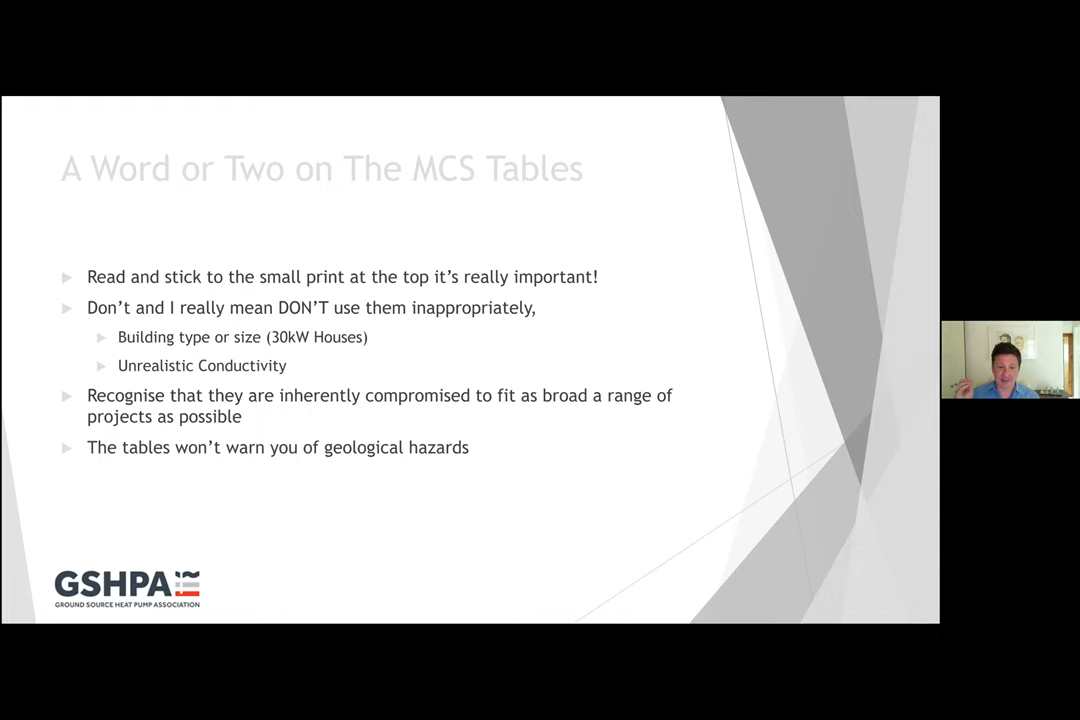 A Word or Two on The MCS Tables
Read and stick to the small print at the top it's really important!
Don't and I really mean DON'T use them inappropriately,
Building type or size (30kW Houses)
Unrealistic Conductivity
Recognise that they are inherently compromised to fit as broad a range of
projects as possible
The tables won't warn you of geological hazards
GSHPA
GROUND SOURCE HEAT PUMP ASSOCIATION